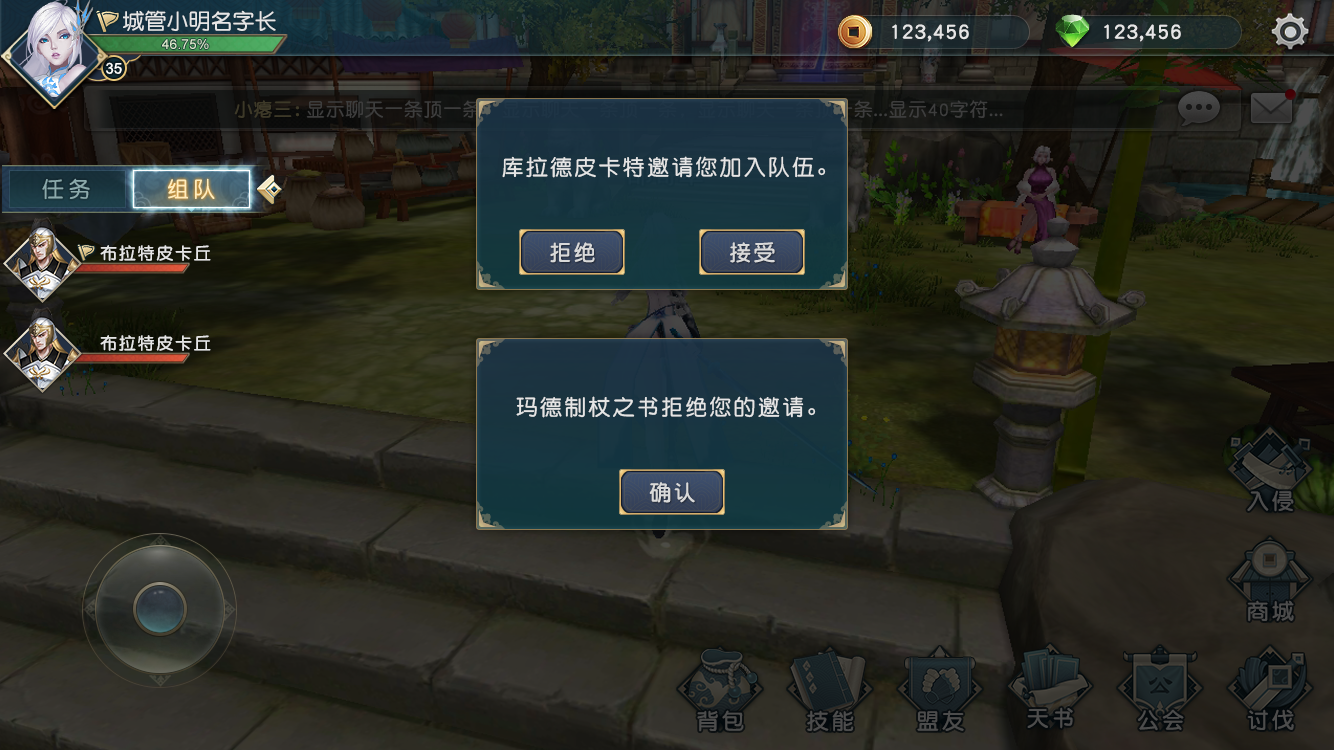 城管小明名字长
46.75%
35
123,456
123,456
小痞三: 显示聊天一条顶一条
条...显示40字符...
任务
组队
布拉特皮卡丘
布拉特皮卡丘
库拉德皮卡特邀请您加入队伍。
拒绝
接受
玛德制杖之书拒绝您的邀请。
确认
入侵
商城
背包
技能
盟友
天书
公会
讨伐